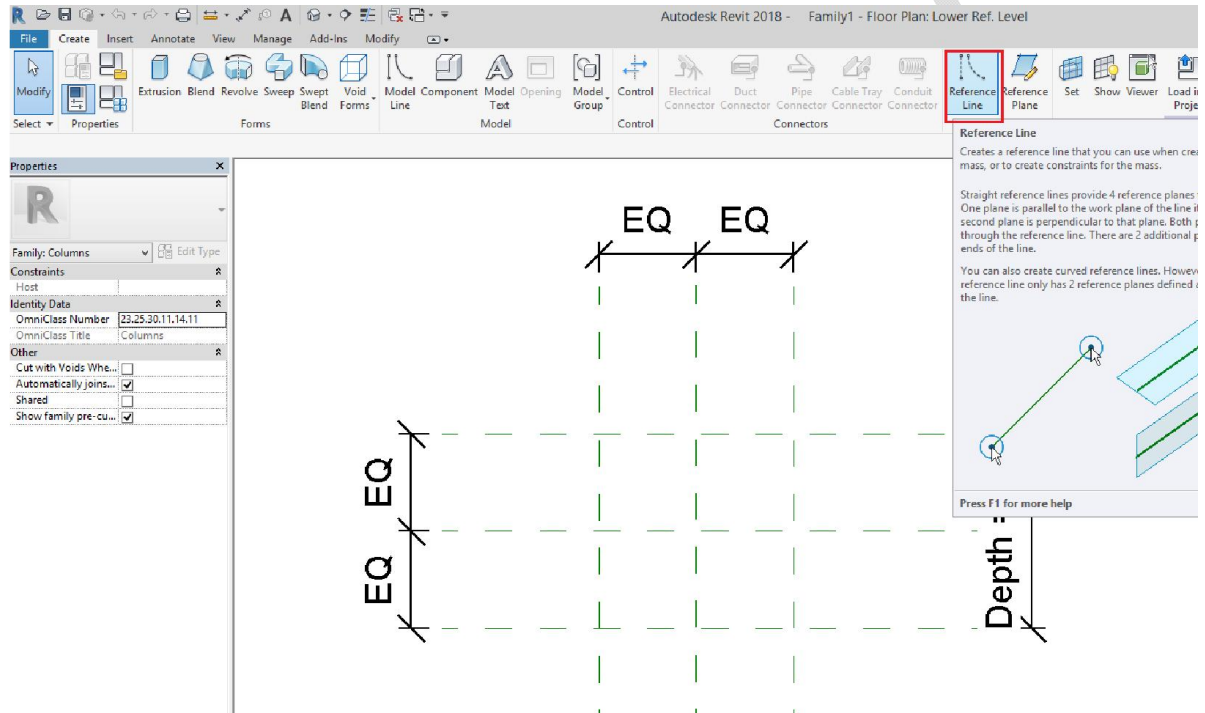 Autodesk Revit 2018 - Family1 - Floor Plan: Lower Ref. Level
File Create Insert Annotate View Manage Add-Ins Modify
Modify Extrusion Blend Revolve Sweep Swept Blend Void Forms Model Line Component Model Text Opening Model Group Control Electrical Connector Duct Connector Pipe Connector Cable Tray Connector Conduit Connector Reference Line Reference Plane Set Show Viewer Load in Proje
Select Properties Forms Model Control Connectors
Properties
R
Family: Columns Edit Type
Constraints
Host
Identity Data
OmniClass Number 23.25.30.11.14.11
OmniClass Title Columns
Other
Cut with Voids Whe...
Automatically joins...
Shared
Show family pre-cu...
EQ EQ
EQ
EQ
Depth =
Reference Line
Creates a reference line that you can use when crea
mass, or to create constraints for the mass.
Straight reference lines provide 4 reference planes
One plane is parallel to the work plane of the line it
second plane is perpendicular to that plane. Both p
through the reference line. There are 2 additional p
ends of the line.
You can also create curved reference lines. Howeve
reference line only has 2 reference planes defined a
the line.
Press F1 for more help